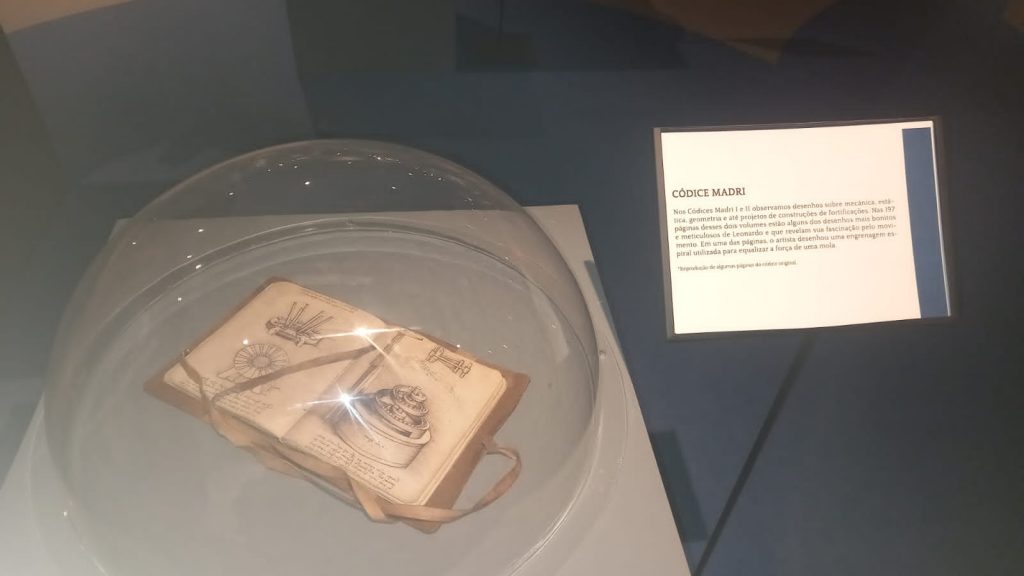 CÓDICE MADRI
Nos Códices Madri I e II observamos desenhos sobre mecânica, está-
tica, geometria e até projetos de construções de fortificações. Nas 197
páginas desses dois volumes estão alguns dos desenhos mais bonitos
e meticulosos de Leonardo e que revelam sua fascinação pelo movi-
mento. Em uma das páginas, o artista desenhou uma engrenagem es-
piral utilizada para equalizar a força de uma mola.
*Reprodução de algumas páginas do códice original.